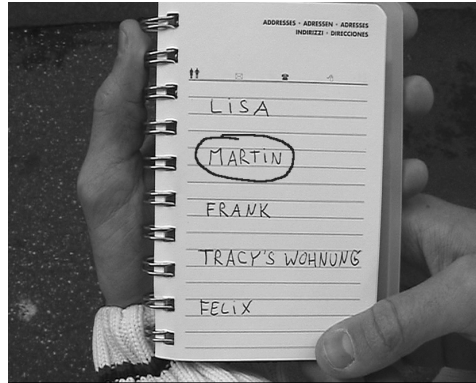 ADDRESSES - ADRESSEN - ADRESSES
INDIRIZZI - DIRECCIONES
LiSA
MARTiN
FRANK
TRACY'S WOHNUNG
FELiX